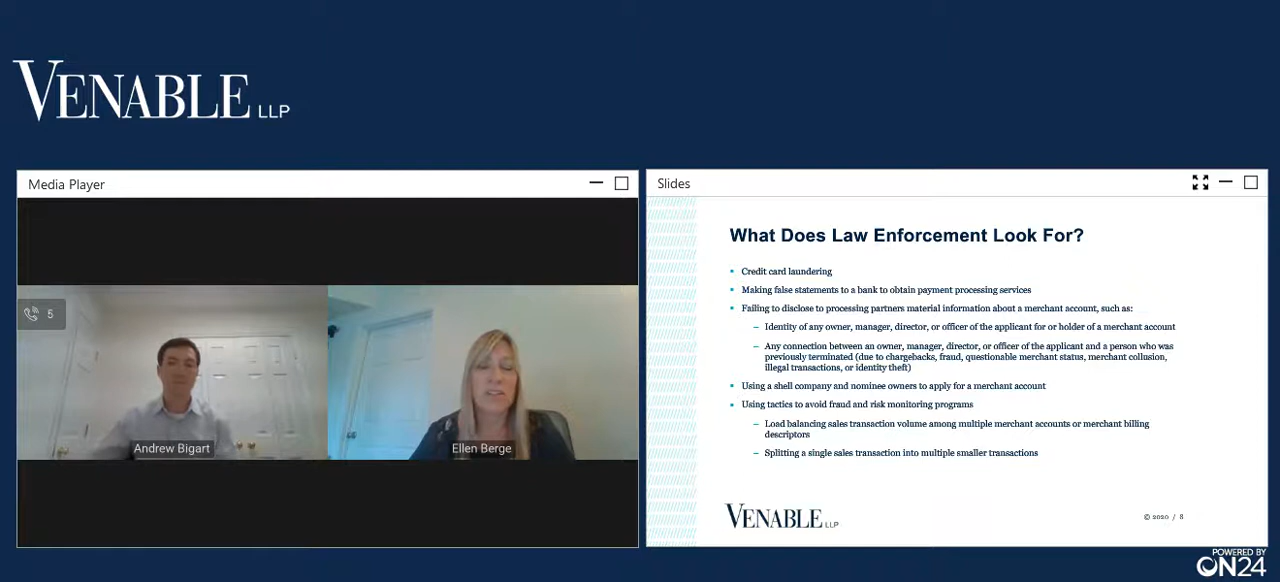 VENABLE LLP
Media Player
5
Andrew Bigart
Ellen Berge
Slides
What Does Law Enforcement Look For?
▪ Credit card laundering
▪ Making false statements to a bank to obtain payment processing services
▪ Failing to disclose to processing partners material information about a merchant account, such as:
– Identity of any owner, manager, director, or officer of the applicant for or holder of a merchant account
– Any connection between an owner, manager, director, or officer of the applicant and a person who was
previously terminated (due to chargebacks, fraud, questionable merchant status, merchant collusion,
illegal transactions, or identity theft)
▪ Using a shell company and nominee owners to apply for a merchant account
▪ Using tactics to avoid fraud and risk monitoring programs
– Load balancing sales transaction volume among multiple merchant accounts or merchant billing
descriptors
– Splitting a single sales transaction into multiple smaller transactions
VENABLE LLP
© 2020 / 8
POWERED BY
ON24